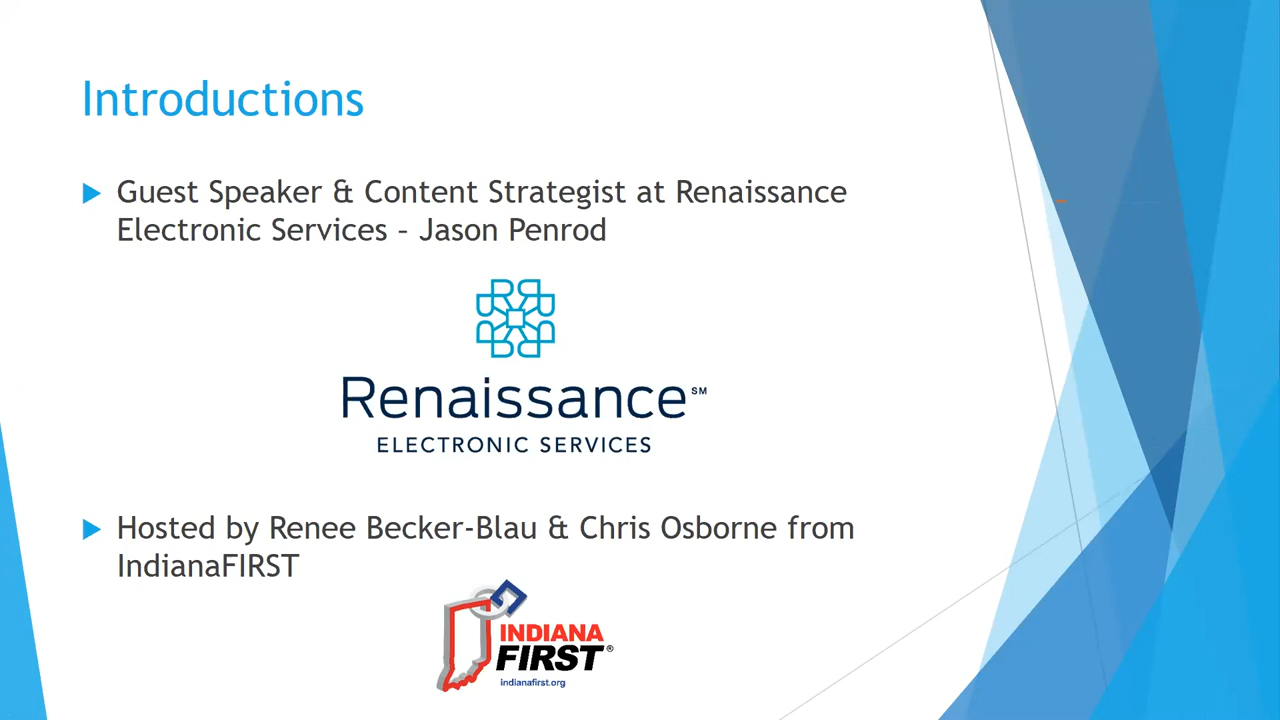 Introductions
Guest Speaker & Content Strategist at Renaissance
Electronic Services – Jason Penrod
Renaissance℠
ELECTRONIC SERVICES
Hosted by Renee Becker-Blau & Chris Osborne from
IndianaFIRST
INDIANA
FIRST®
indianafirst.org